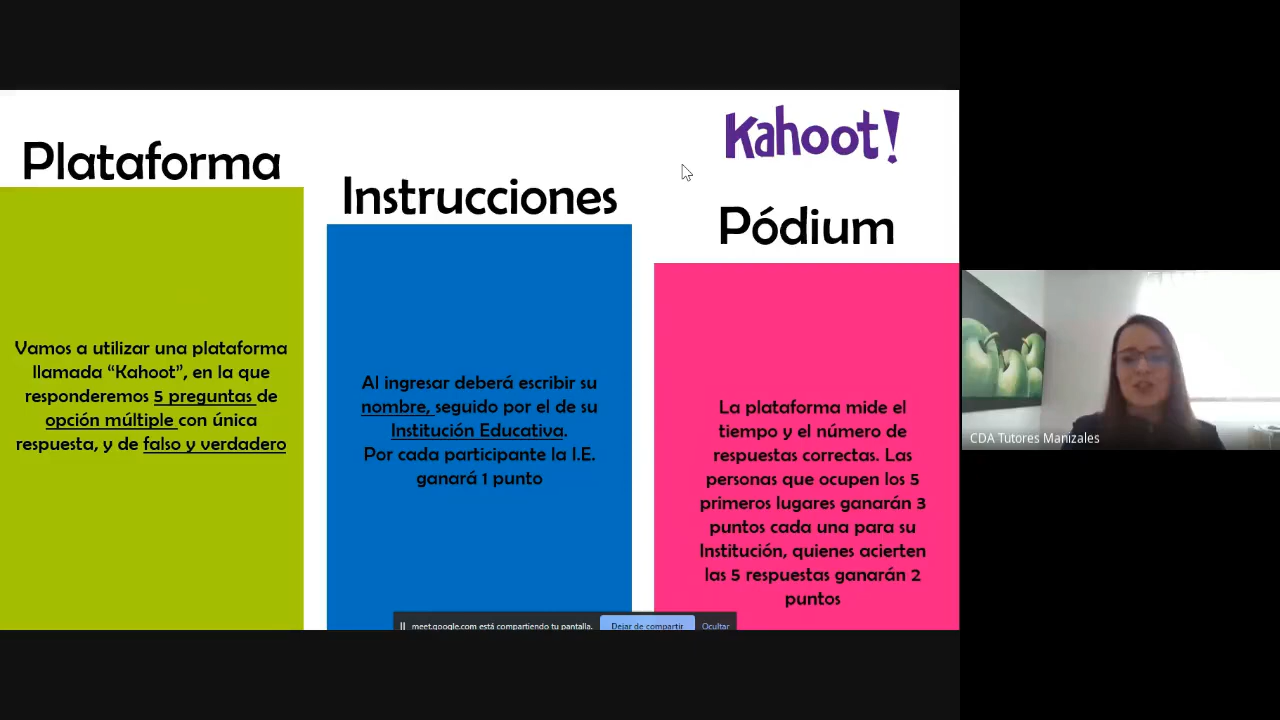 Plataforma
Vamos a utilizar una plataforma
llamada “Kahoot”, en la que
responderemos 5 preguntas de
opción múltiple con única
respuesta, y de falso y verdadero
Instrucciones
Al ingresar deberá escribir su
nombre, seguido por el de su
Institución Educativa.
Por cada participante la I.E.
ganará 1 punto
Kahoot!
Pódium
La plataforma mide el
tiempo y el número de
respuestas correctas. Las
personas que ocupen los 5
primeros lugares ganarán 3
puntos cada una para su
Institución, quienes acierten
las 5 respuestas ganarán 2
puntos
meet.google.com está compartiendo tu pantalla. Dejar de compartir Ocultar
CDA Tutores Manizales